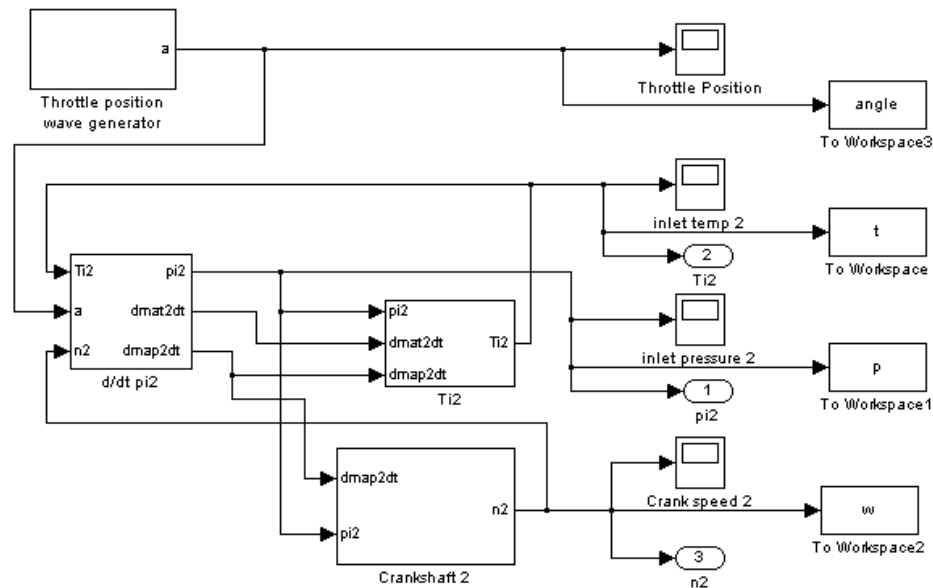 a
Throttle position
wave generator
Throttle Position
angle
To Workspace3
inlet temp 2
t
To Workspace
2
Ti2
Ti2
a
n2
pi2
dmat2dt
dmap2dt
d/dt pi2
pi2
dmat2dt
dmap2dt
Ti2
Ti2
inlet pressure 2
p
To Workspace1
1
pi2
dmap2dt
pi2
n2
Crankshaft 2
Crank speed 2
w
To Workspace2
3
n2